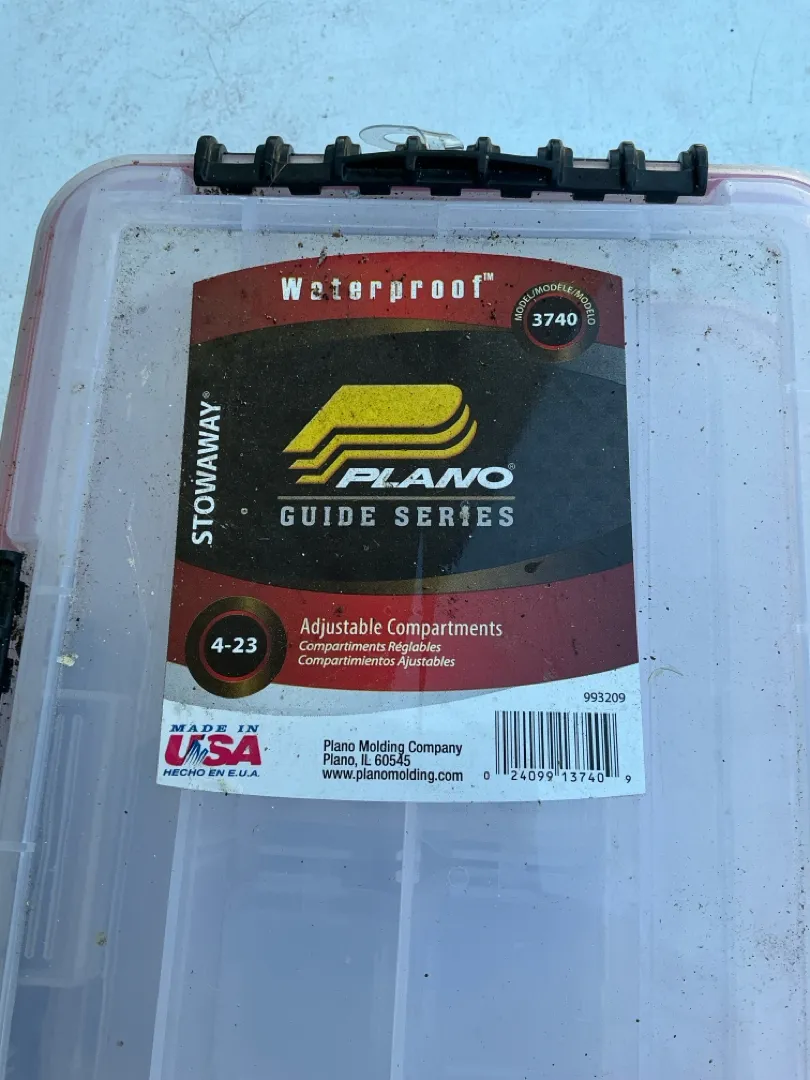 Waterproof™
MODEL/MODÈLE/MODELO
3740
STOWAWAY®
PLANO®
GUIDE SERIES
4-23
Adjustable Compartments
Compartiments Réglables
Compartimientos Ajustables
993209
MADE IN
USA
HECHO EN E.U.A.
Plano Molding Company
Plano, IL 60545
www.planomolding.com
0 24099 13740 9